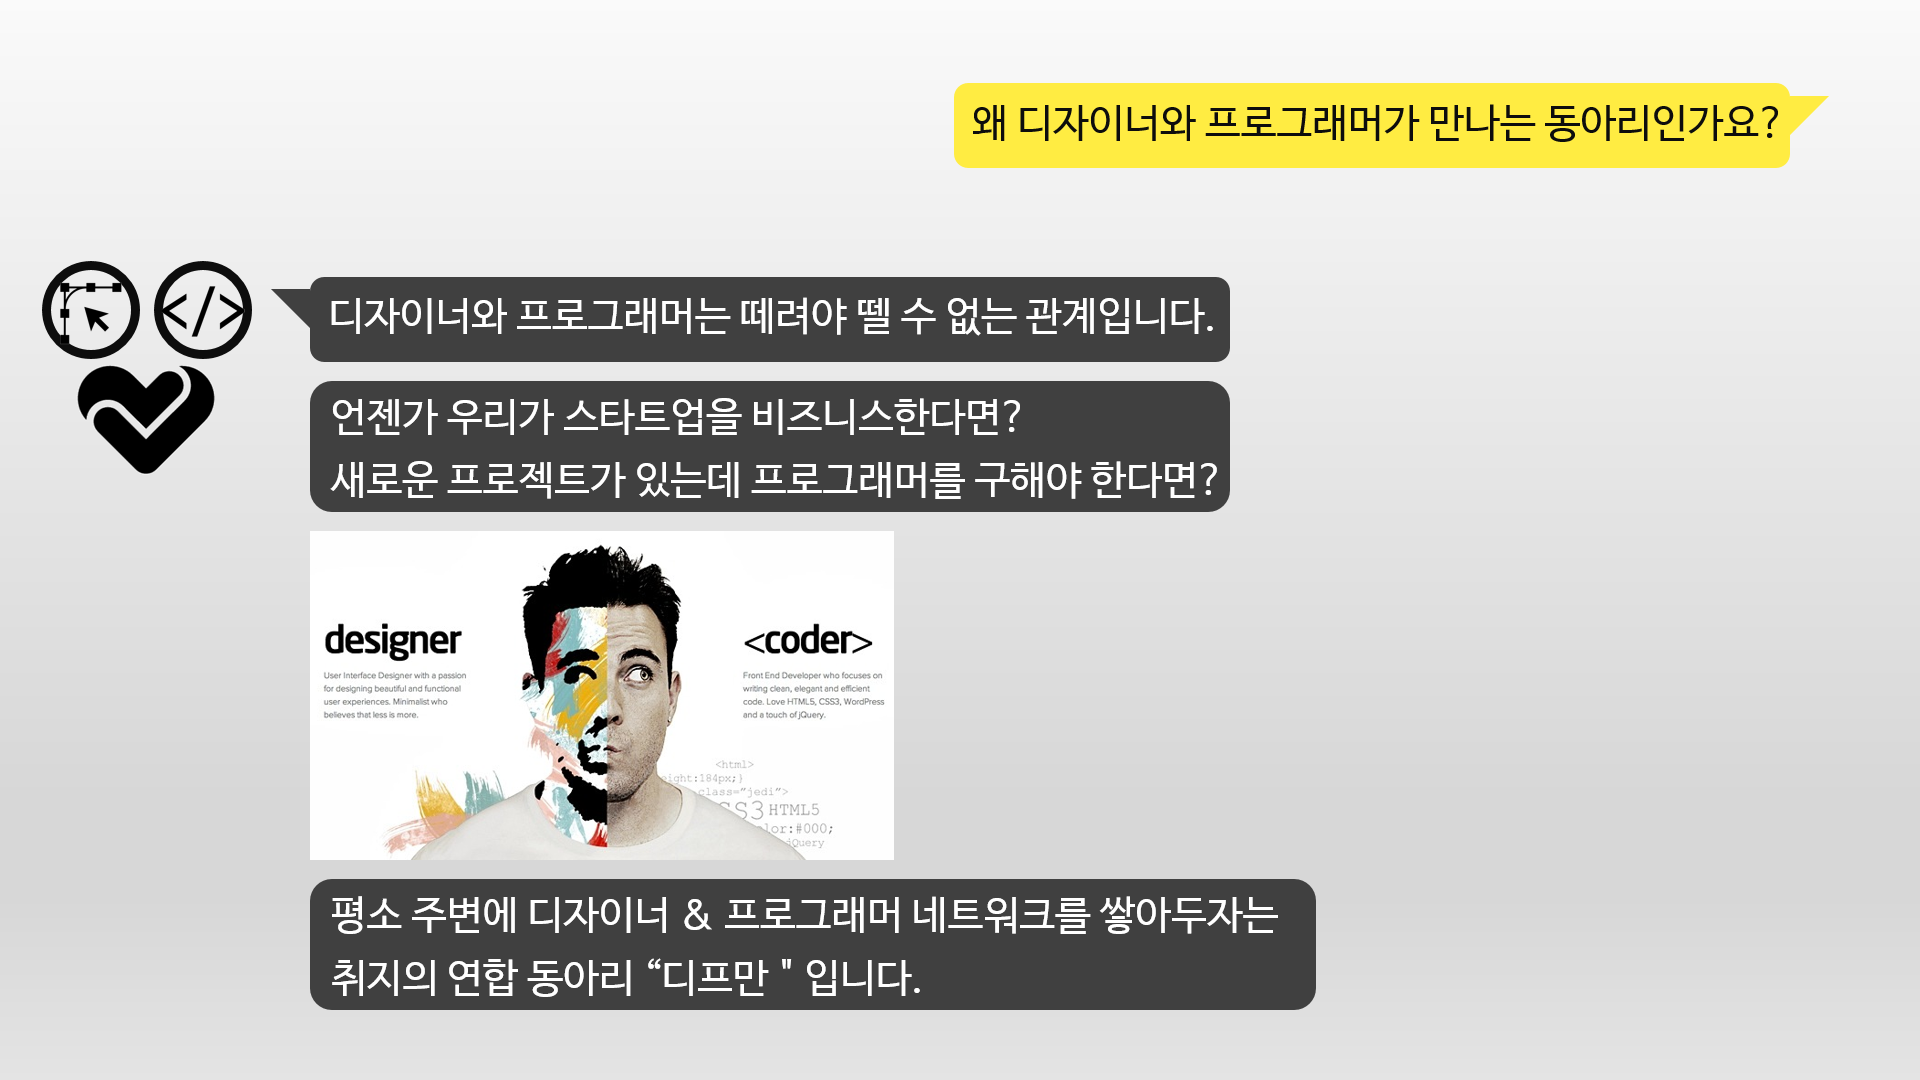 왜 디자이너와 프로그래머가 만나는 동아리인가요?
</>
디자이너와 프로그래머는 떼려야 뗄 수 없는 관계입니다.
언젠가 우리가 스타트업을 비즈니스한다면?
새로운 프로젝트가 있는데 프로그래머를 구해야 한다면?
designer
User Interface Designer with a passion
for designing beautiful and functional
user experiences. Minimalist who
believes that less is more.
<coder>
Front End Developer who focuses on
writing clean, elegant and efficient
code. Love HTML5, CSS3, WordPress
and a touch of jQuery.
<html>
eight:184px;}
class="jedi">
SS3 HTML5
color:#000;
jQuery
평소 주변에 디자이너 & 프로그래머 네트워크를 쌓아두자는
취지의 연합 동아리 “디프만 " 입니다.